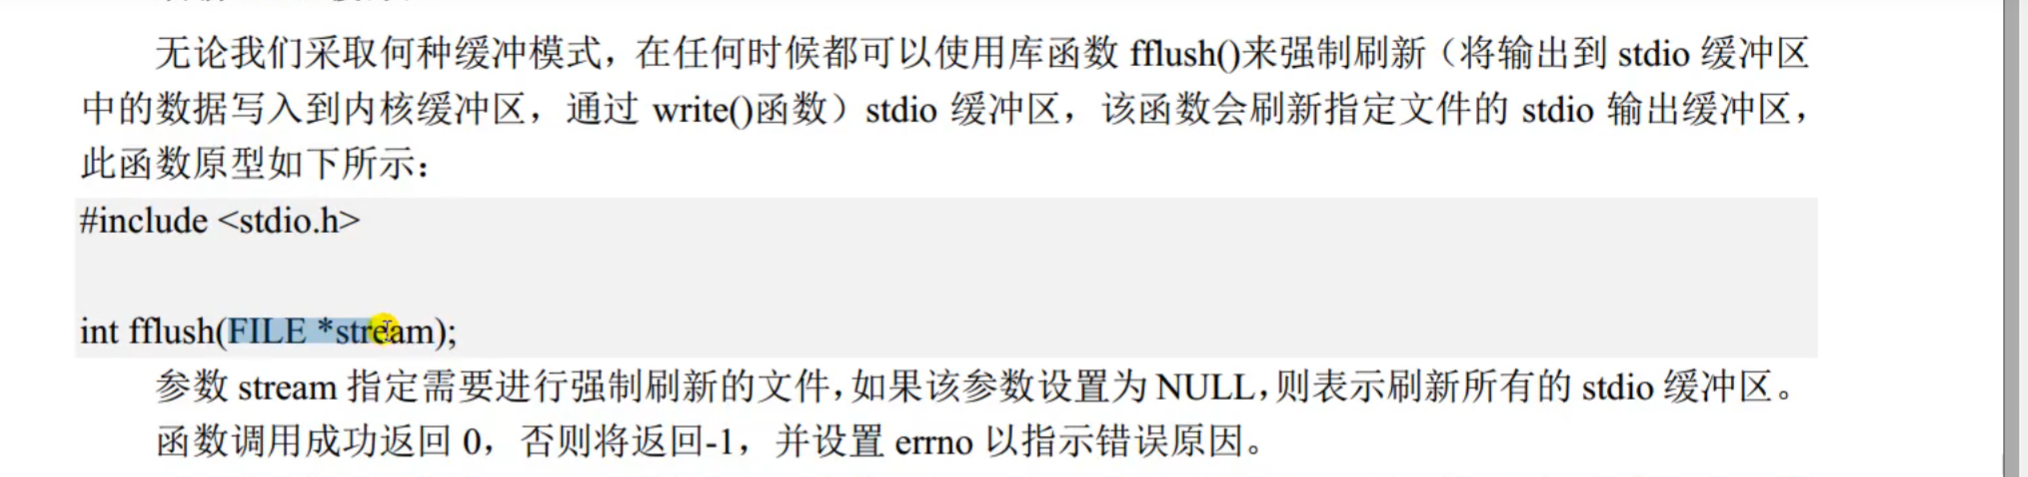 无论我们采取何种缓冲模式，在任何时候都可以使用库函数 fflush()来强制刷新（将输出到 stdio 缓冲区
中的数据写入到内核缓冲区，通过 write()函数）stdio 缓冲区，该函数会刷新指定文件的 stdio 输出缓冲区，
此函数原型如下所示：
#include <stdio.h>
int fflush(FILE *stream);
参数 stream 指定需要进行强制刷新的文件，如果该参数设置为 NULL，则表示刷新所有的 stdio 缓冲区。
函数调用成功返回 0，否则将返回-1，并设置 errno 以指示错误原因。